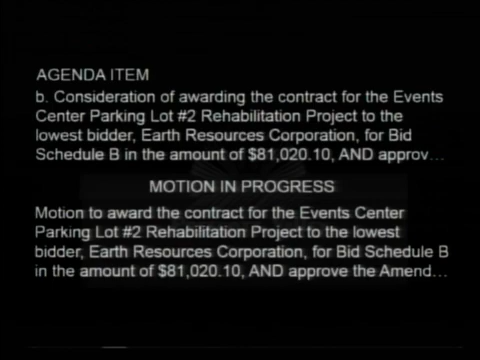 AGENDA ITEM
b. Consideration of awarding the contract for the Events
Center Parking Lot #2 Rehabilitation Project to the
lowest bidder, Earth Resources Corporation, for Bid
Schedule B in the amount of $81,020.10, AND approv...
MOTION IN PROGRESS
Motion to award the contract for the Events Center
Parking Lot #2 Rehabilitation Project to the lowest
bidder, Earth Resources Corporation, for Bid Schedule B
in the amount of $81,020.10, AND approve the Amend...